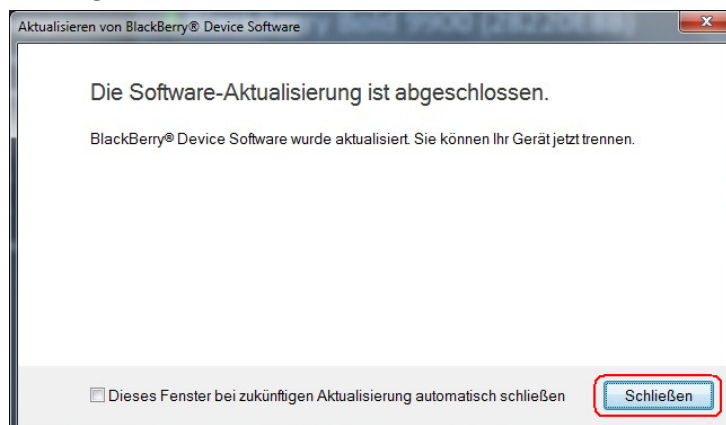 Aktualisieren von BlackBerry® Device Software
Die Software-Aktualisierung ist abgeschlossen.
BlackBerry® Device Software wurde aktualisiert. Sie können Ihr Gerät jetzt trennen.
Dieses Fenster bei zukünftigen Aktualisierung automatisch schließen
Schließen